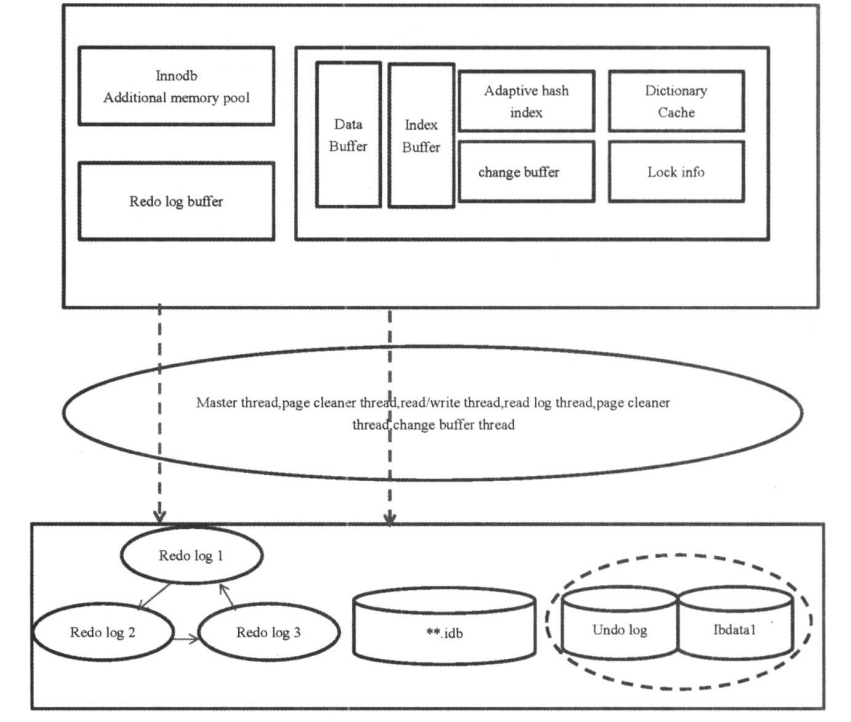 Innodb
Additional memory pool
Redo log buffer
Data
Buffer
Index
Buffer
Adaptive hash
index
Dictionary
Cache
change buffer
Lock info
Master thread,page cleaner thread,read/write thread,read log thread,page cleaner
thread,change buffer thread
Redo log 1
Redo log 2
Redo log 3
**.idb
Undo log
Ibdata1